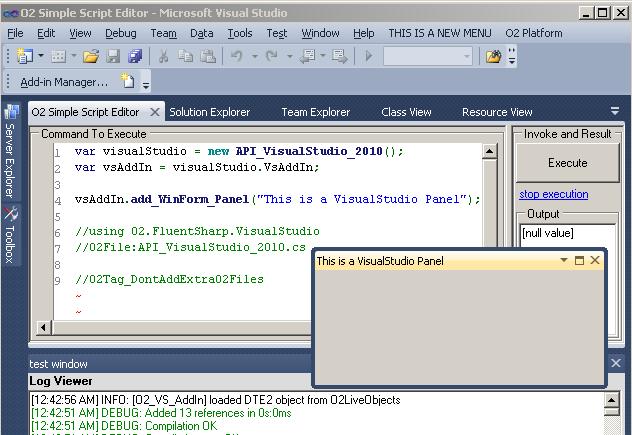 O2 Simple Script Editor - Microsoft Visual Studio
File Edit View Debug Team Data Tools Test Window Help THIS IS A NEW MENU O2 Platform
Add-in Manager...
Server Explorer
Toolbox
O2 Simple Script Editor Solution Explorer Team Explorer Class View Resource View
Command To Execute
1 var visualStudio = new API_VisualStudio_2010();
2 var vsAddIn = visualStudio.VsAddIn;
3
4 vsAddIn.add_WinForm_Panel("This is a VisualStudio Panel");
5
6 //using O2.FluentSharp.VisualStudio
7 //O2File:API_VisualStudio_2010.cs
8
9 //O2Tag_DontAddExtraO2Files
~
~
Invoke and Result
Execute
stop execution
Output
[null value]
This is a VisualStudio Panel
test window
Log Viewer
[12:42:56 AM] INFO: [O2_VS_AddIn] loaded DTE2 object from O2LiveObjects
[12:42:51 AM] DEBUG: Added 13 references in 0s:0ms
[12:42:51 AM] DEBUG: Compilation OK